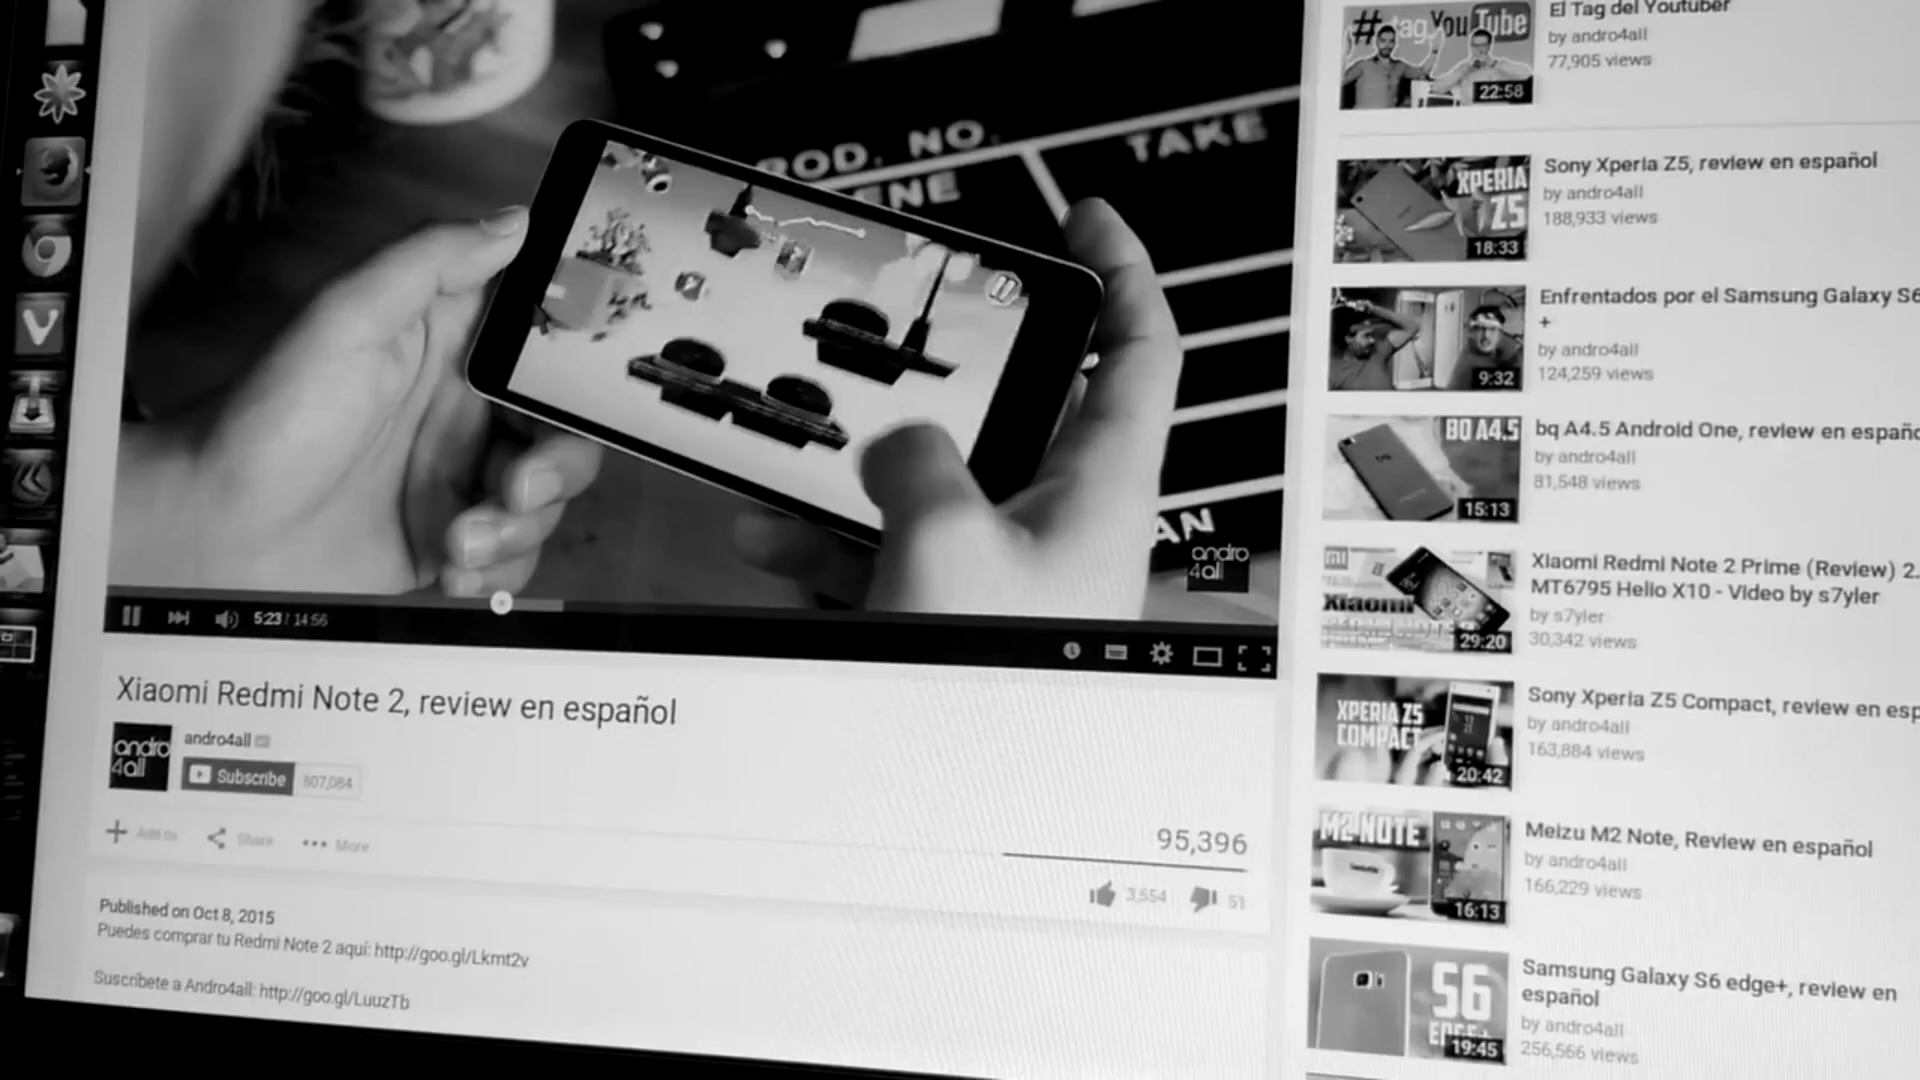 PROD. NO.
TAKE
SCENE
andro
4all
5:23 / 14:56
Xiaomi Redmi Note 2, review en español
andro
4all
andro4all
Subscribe
Add to
Share
More
95,396
3,554
51
Published on Oct 8, 2015
Puedes comprar tu Redmi Note 2 aquí: http://goo.gl/Lkmt2v
Suscríbete a Andro4all: http://goo.gl/LuuzTb
#tag YouTube
22:58
El Tag del Youtuber
by andro4all
77,905 views
XPERIA
Z5
18:33
Sony Xperia Z5, review en español
by andro4all
188,933 views
9:32
Enfrentados por el Samsung Galaxy S6
+
by andro4all
124,259 views
BQ A4.5
15:13
bq A4.5 Android One, review en españo
by andro4all
81,548 views
mi
Xiaomi
29:20
Xiaomi Redmi Note 2 Prime (Review) 2.
MT6795 Helio X10 - Video by s7yler
by s7yler
30,342 views
XPERIA Z5
COMPACT
20:42
Sony Xperia Z5 Compact, review en esp
by andro4all
163,884 views
M2 NOTE
16:13
Meizu M2 Note, Review en español
by andro4all
166,229 views
S6
EDGE+
19:45
Samsung Galaxy S6 edge+, review en
español
by andro4all
256,566 views